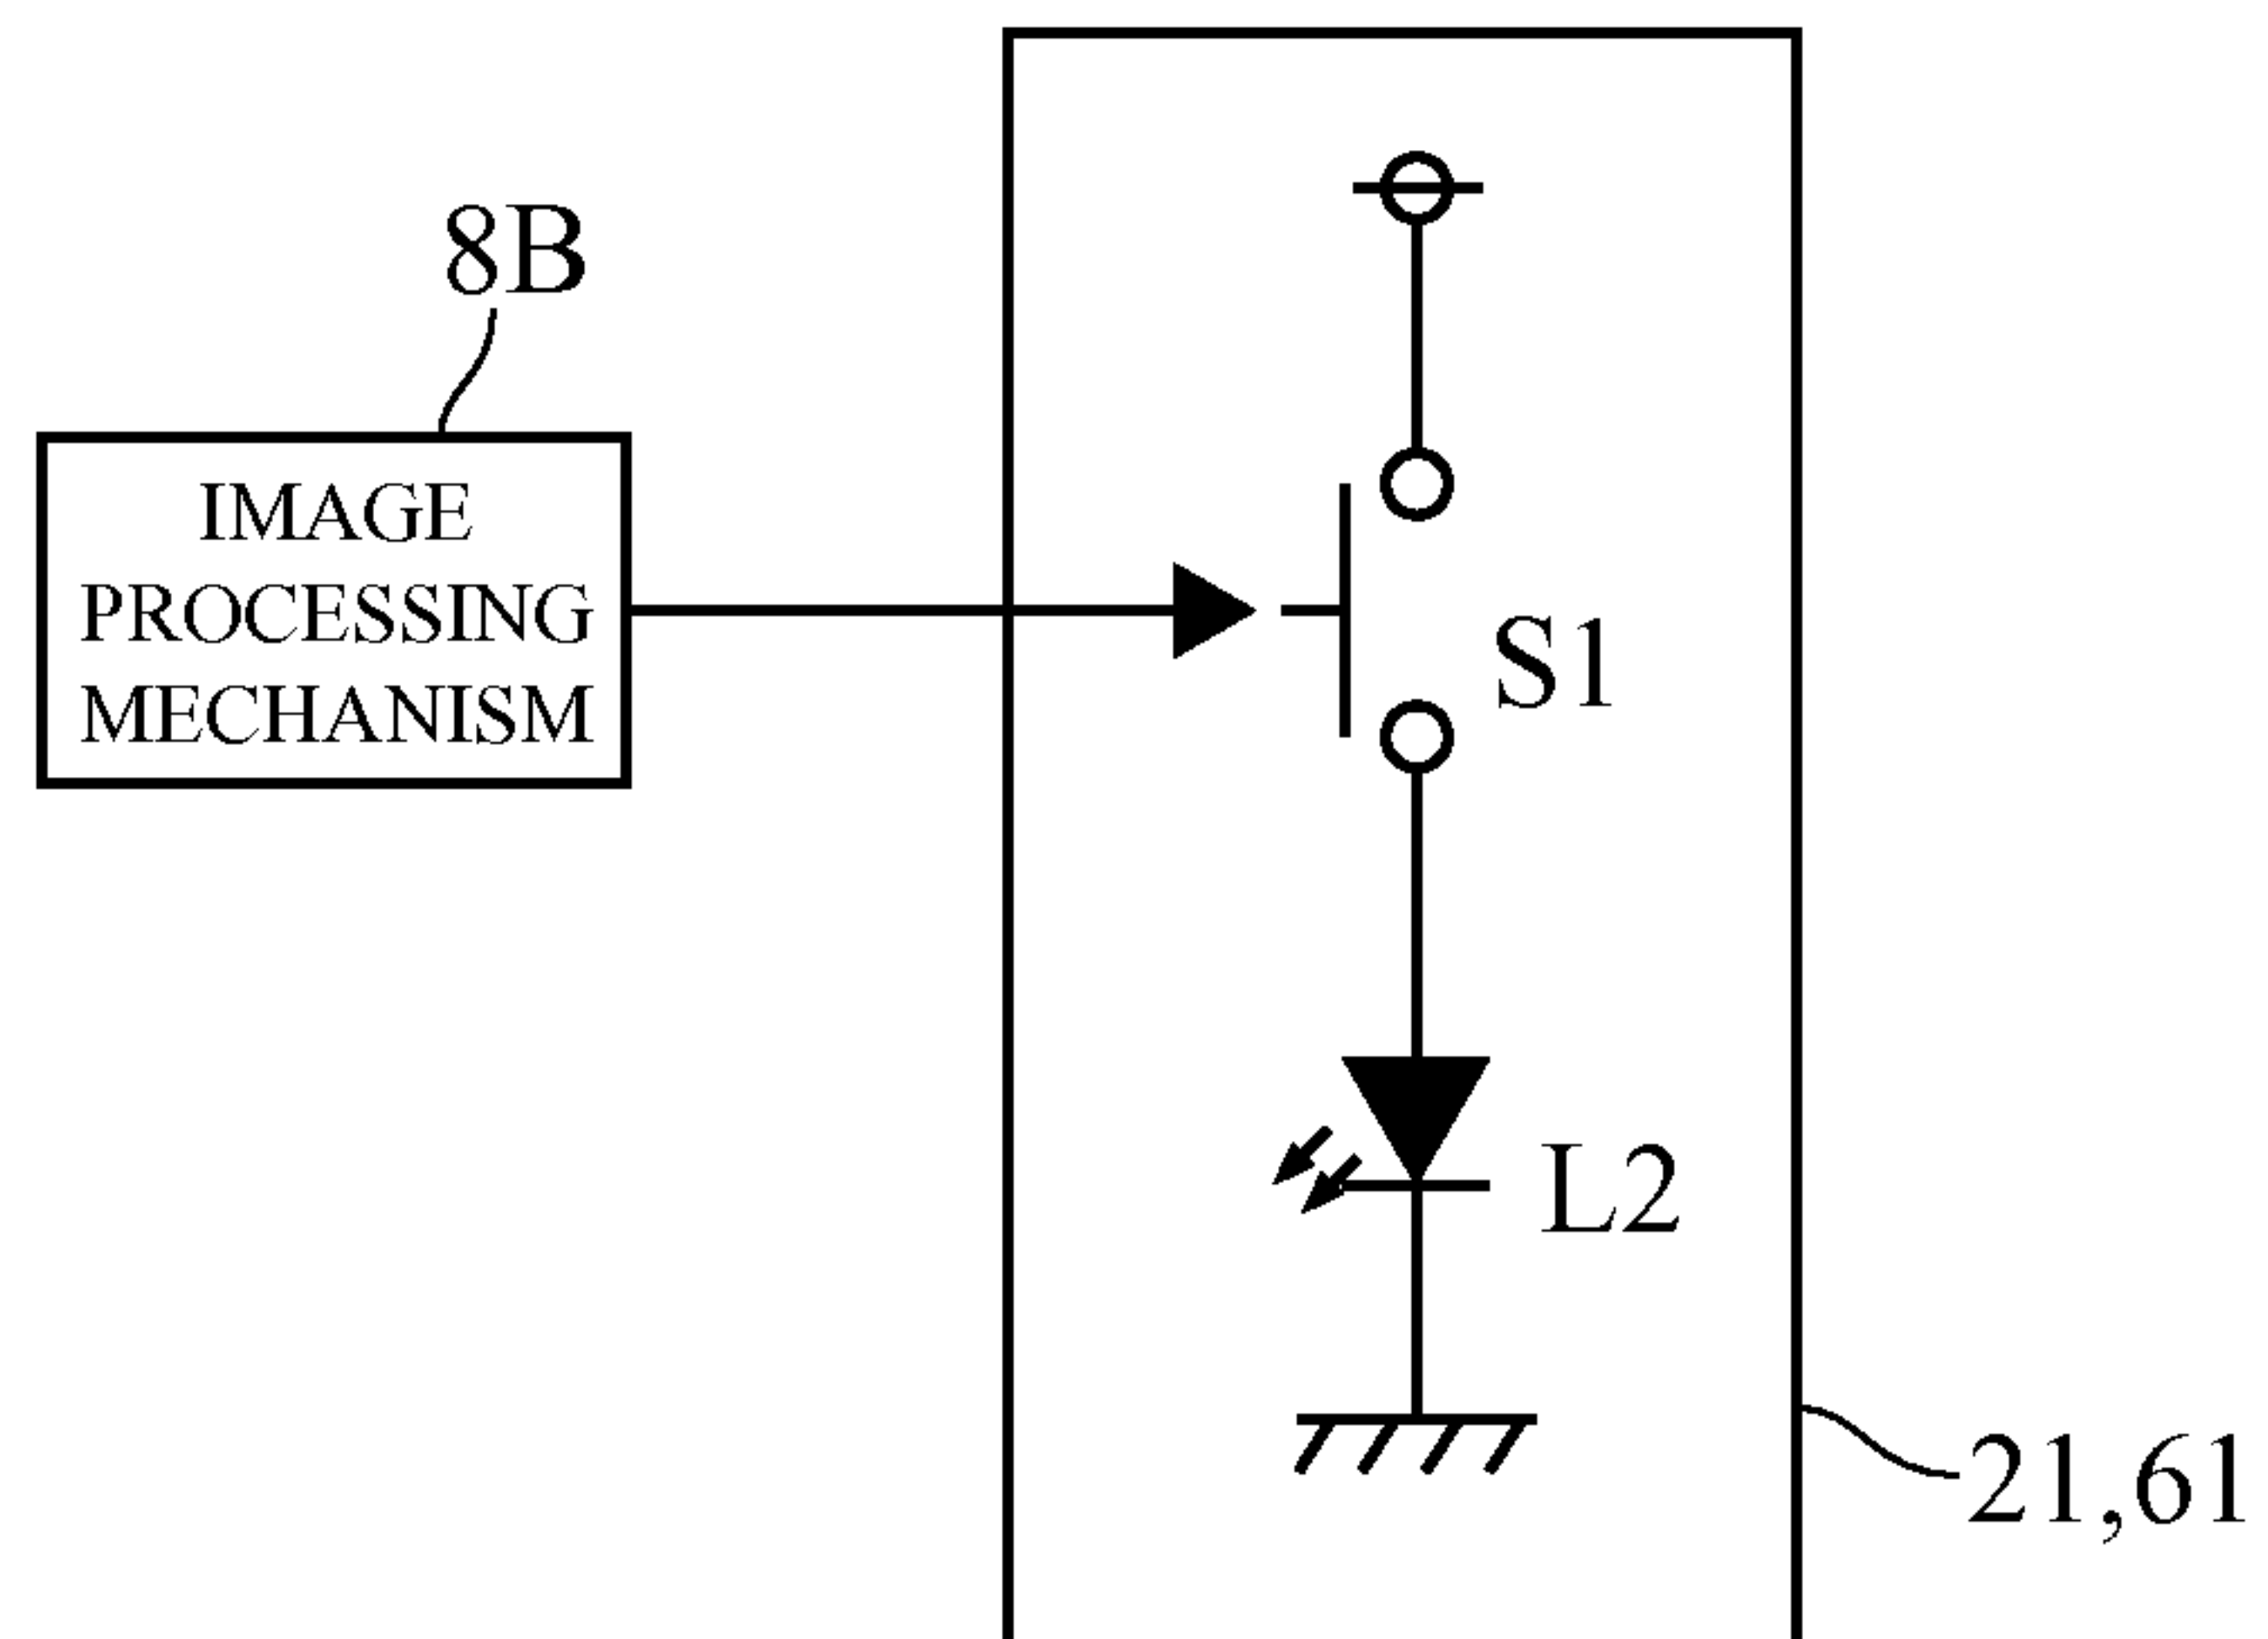 8B
IMAGE
PROCESSING
MECHANISM
S1
L2
21,61